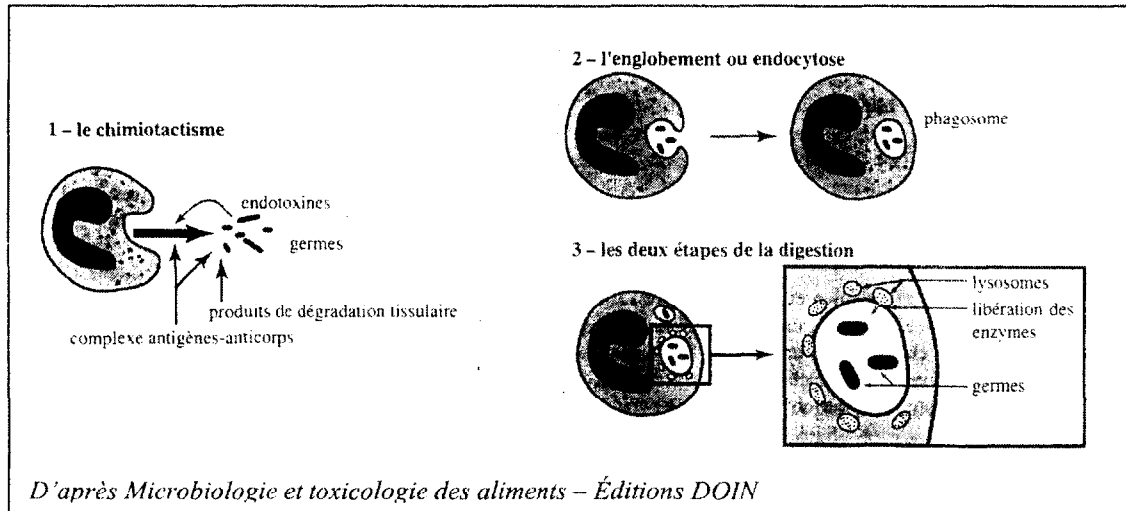 1 – le chimiotactisme
endotoxines
germes
produits de dégradation tissulaire
complexe antigènes-anticorps
2 – l'englobement ou endocytose
phagosome
3 – les deux étapes de la digestion
lysosomes
libération des
enzymes
germes
D'après Microbiologie et toxicologie des aliments – Éditions DOIN